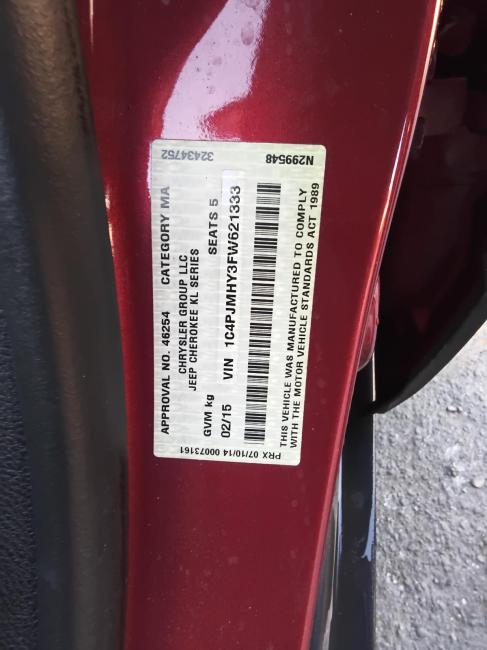 32434752
N299548
APPROVAL NO. 46254 CATEGORY MA
CHRYSLER GROUP LLC
JEEP CHEROKEE KL SERIES
GVM kg SEATS 5
02/15 VIN 1C4PJMHY3FW621333
THIS VEHICLE WAS MANUFACTURED TO COMPLY
WITH THE MOTOR VEHICLE STANDARDS ACT 1989
PRX 07/10/14 00073161